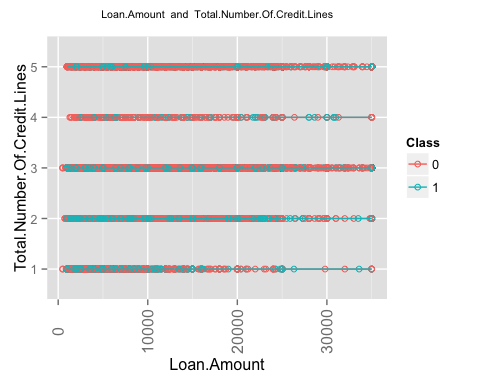 Loan.Amount and Total.Number.Of.Credit.Lines
Total.Number.Of.Credit.Lines
5
4
3
2
1
0
10000
20000
30000
Loan.Amount
Class
0
1